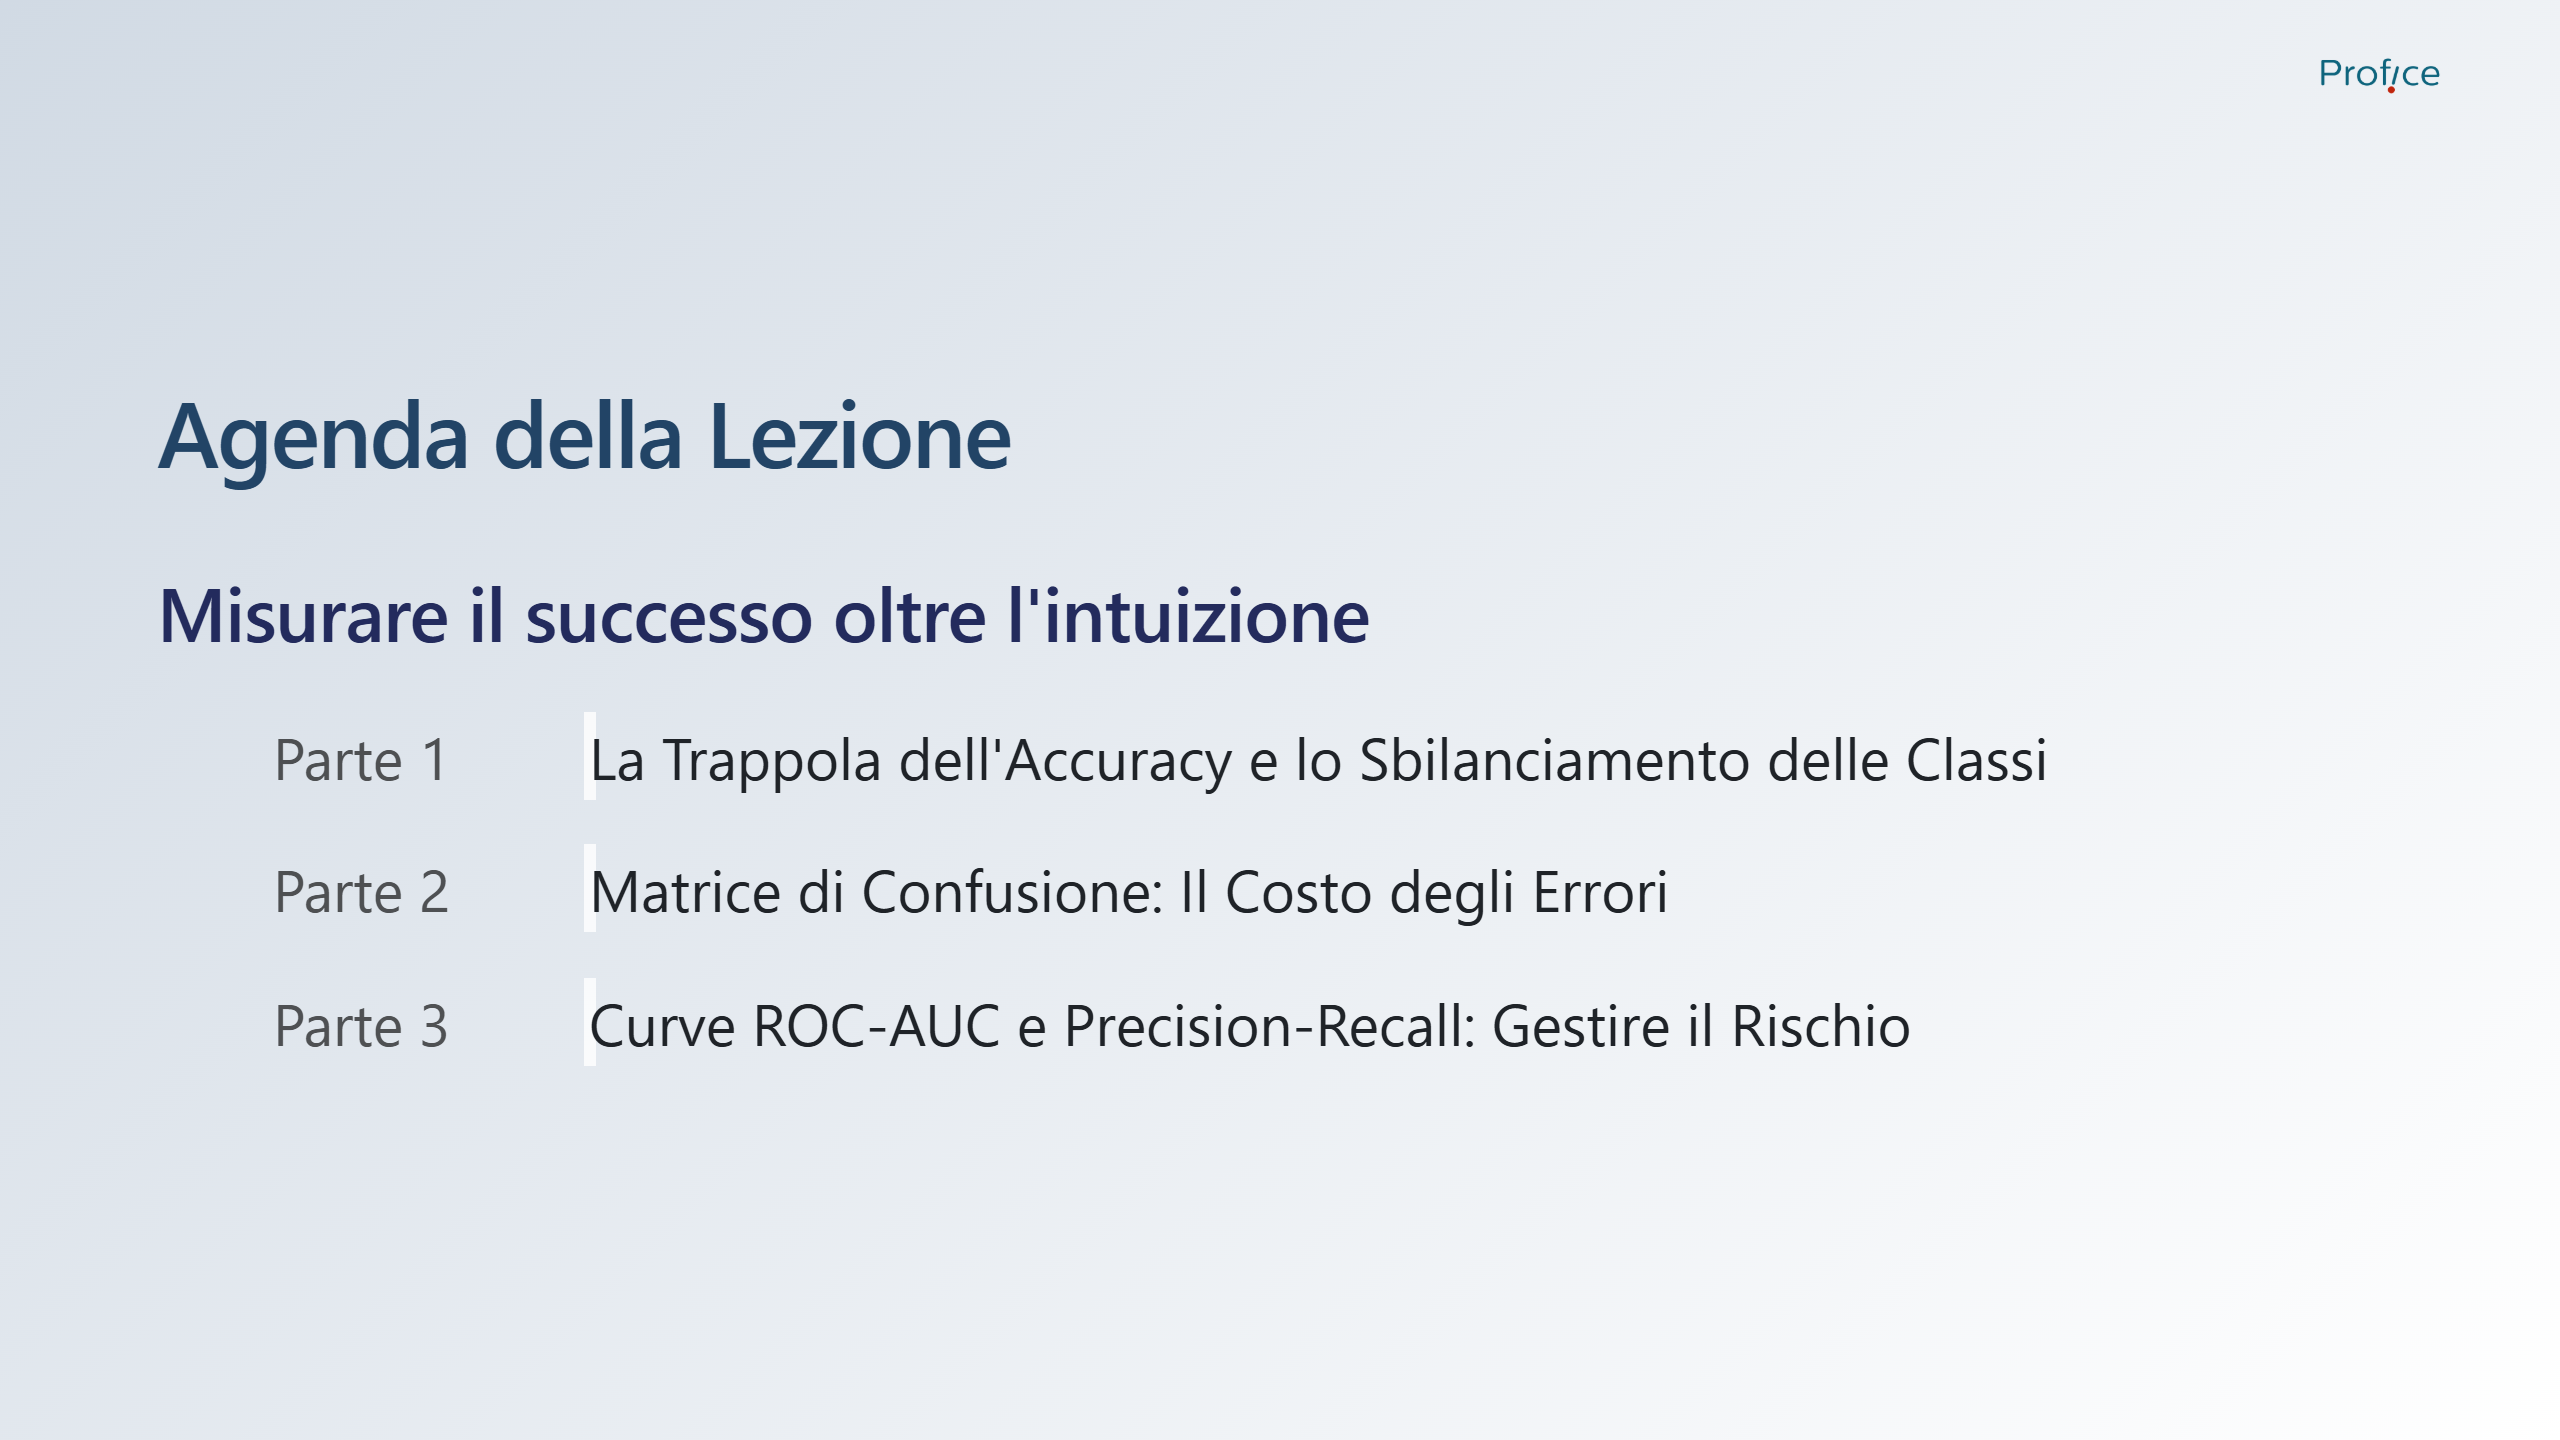 Profice
Agenda della Lezione
Misurare il successo oltre l'intuizione
Parte 1 La Trappola dell'Accuracy e lo Sbilanciamento delle Classi
Parte 2 Matrice di Confusione: Il Costo degli Errori
Parte 3 Curve ROC-AUC e Precision-Recall: Gestire il Rischio